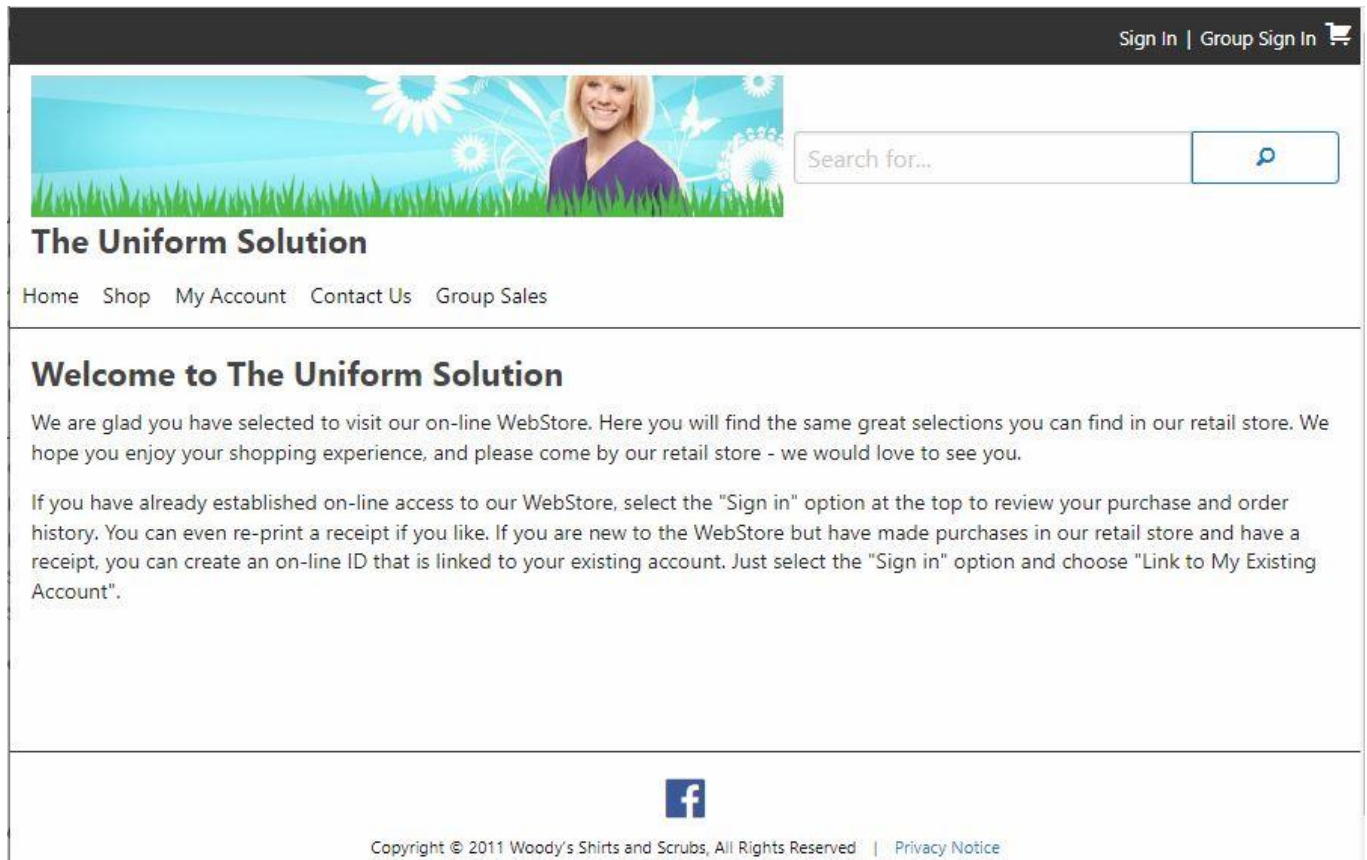 Sign In | Group Sign In
Search for...
The Uniform Solution
Home Shop My Account Contact Us Group Sales
Welcome to The Uniform Solution
We are glad you have selected to visit our on-line WebStore. Here you will find the same great selections you can find in our retail store. We
hope you enjoy your shopping experience, and please come by our retail store - we would love to see you.
If you have already established on-line access to our WebStore, select the "Sign in" option at the top to review your purchase and order
history. You can even re-print a receipt if you like. If you are new to the WebStore but have made purchases in our retail store and have a
receipt, you can create an on-line ID that is linked to your existing account. Just select the "Sign in" option and choose "Link to My Existing
Account".
Copyright © 2011 Woody's Shirts and Scrubs, All Rights Reserved | Privacy Notice